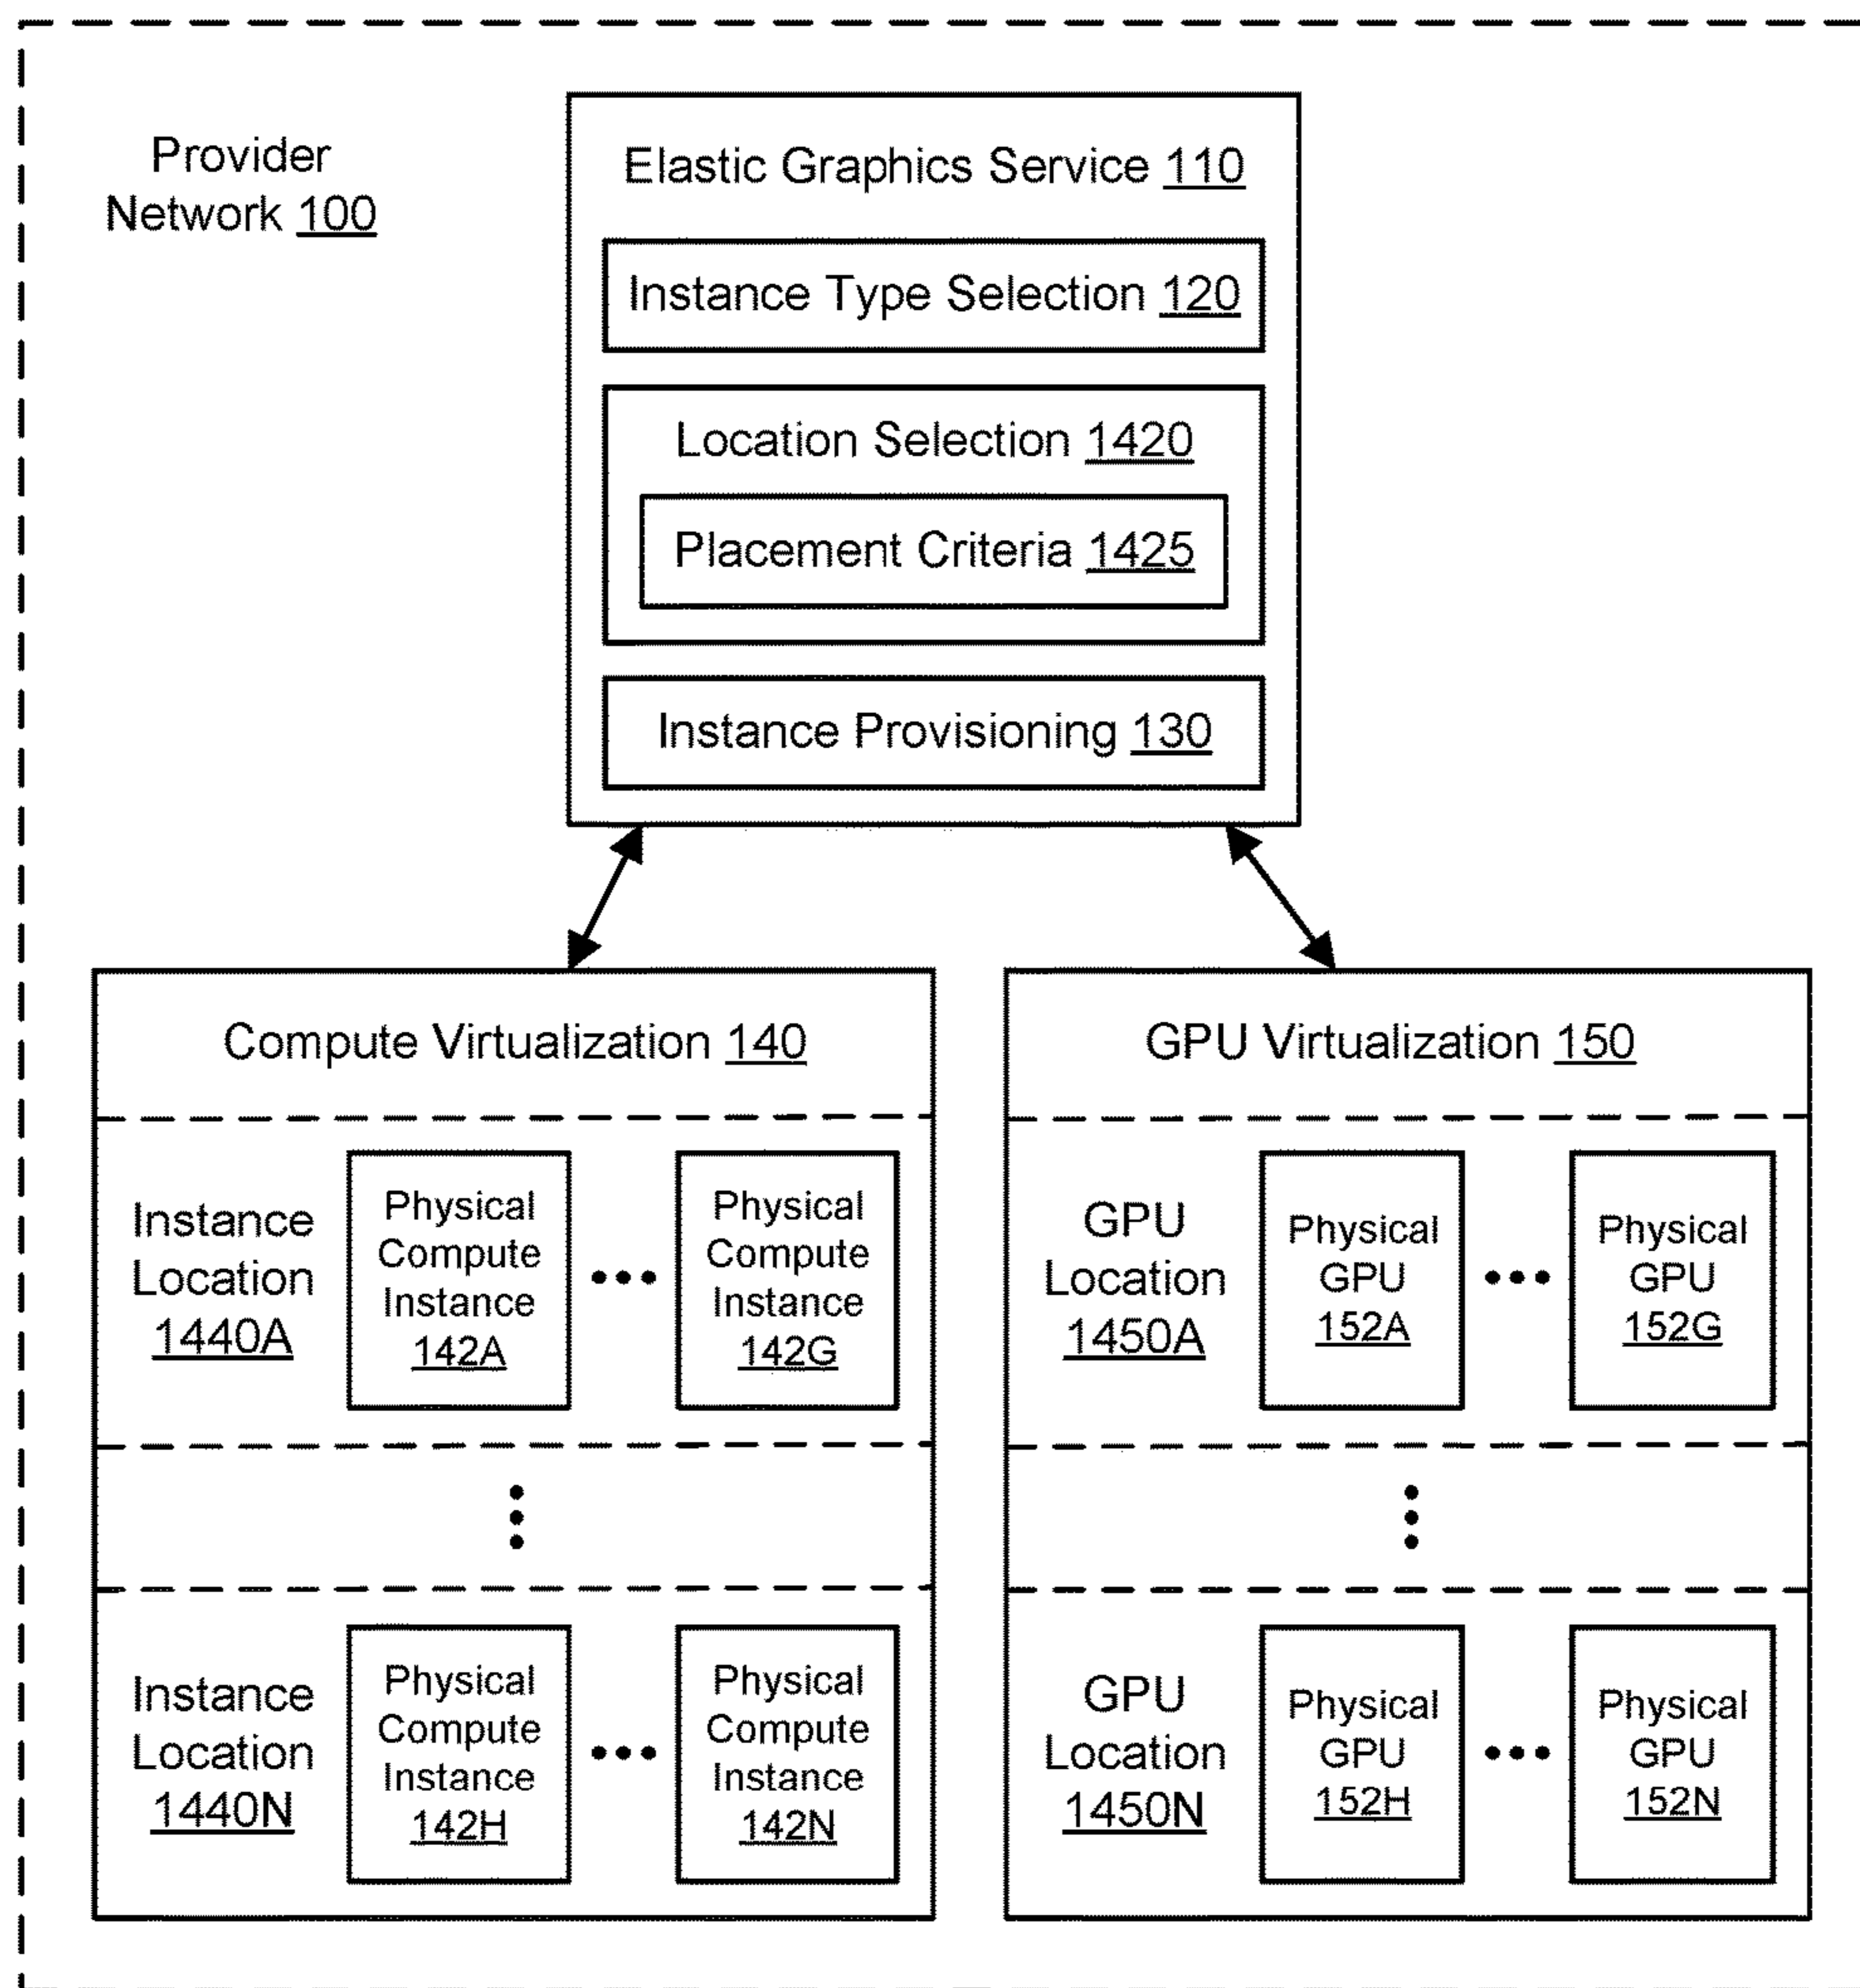 Provider
Network 100
Elastic Graphics Service 110
Instance Type Selection 120
Location Selection 1420
Placement Criteria 1425
Instance Provisioning 130
Compute Virtualization 140
Instance
Location
1440A
Physical
Compute
Instance
142A
Physical
Compute
Instance
142G
Instance
Location
1440N
Physical
Compute
Instance
142H
Physical
Compute
Instance
142N
GPU Virtualization 150
GPU
Location
1450A
Physical
GPU
152A
Physical
GPU
152G
GPU
Location
1450N
Physical
GPU
152H
Physical
GPU
152N